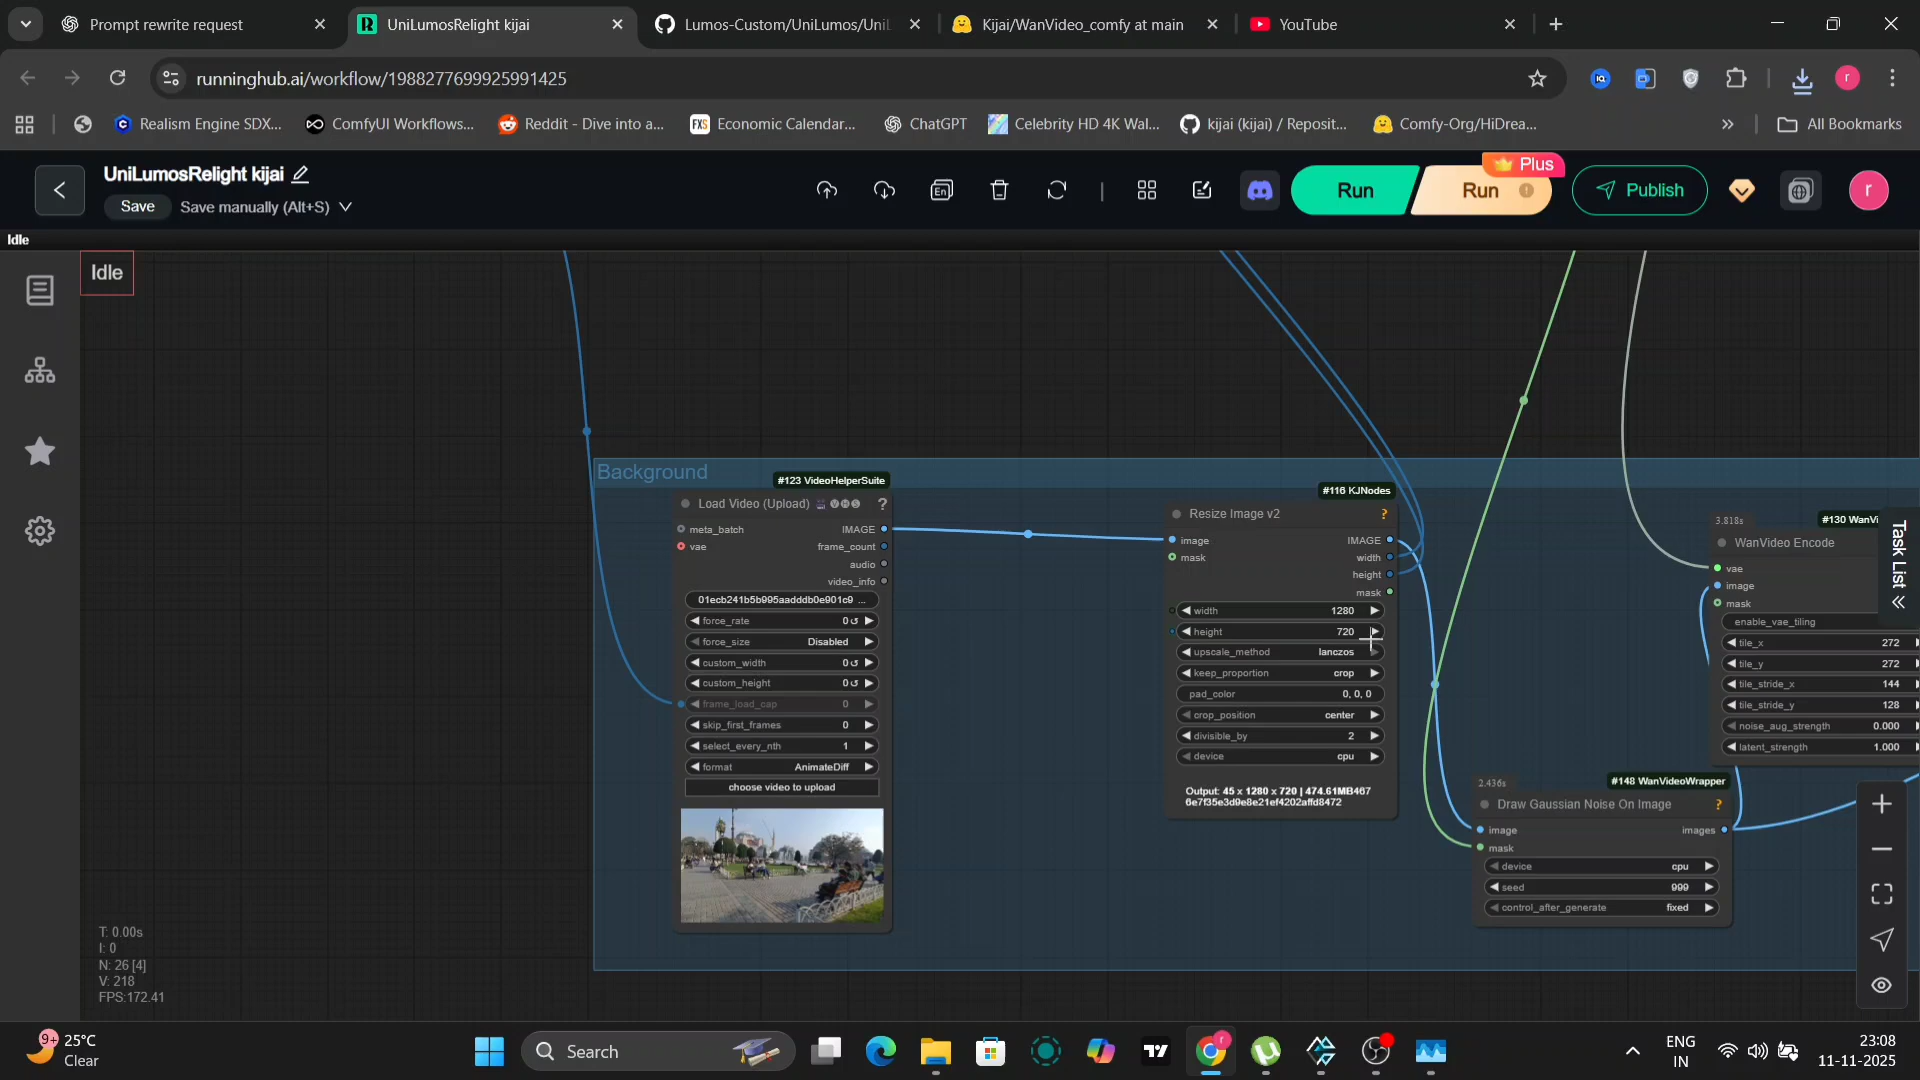 Prompt rewrite request
UniLumosRelight kijai
Lumos-Custom/UniLumos/Unil
Kijai/WanVideo_comfy at main
YouTube
runninghub.ai/workflow/1988277699925991425
Realism Engine SDX...
ComfyUI Workflows...
Reddit - Dive into a...
Economic Calendar...
ChatGPT
Celebrity HD 4K Wal...
kijai (kijai) / Reposit...
Comfy-Org/HiDrea...
All Bookmarks
UniLumosRelight kijai
Save
Save manually (Alt+S)
Run
Run
Plus
Publish
r
Idle
Idle
Background
#123 VideoHelperSuite
Load Video (Upload)
?
meta_batch
IMAGE
vae
frame_count
audio
video_info
01ecb241b5b995aadddb0e901c9 ...
force_rate 0
force_size Disabled
custom_width 0
custom_height 0
frame_load_cap 0
skip_first_frames 0
select_every_nth 1
format AnimateDiff
choose video to upload
#116 KJNodes
Resize Image v2
?
image
IMAGE
mask
width
height
mask
width 1280
height 720
upscale_method lanczos
keep_proportion crop
pad_color 0, 0, 0
crop_position center
divisible_by 2
device cpu
Output: 45 x 1280 x 720 | 474.61MB467
6e7f35e3d9e8e21ef4202affd8472
3.818s
#130 WanVi
WanVideo Encode
vae
image
mask
enable_vae_tiling
tile_x 272
tile_y 272
tile_stride_x 144
tile_stride_y 128
noise_aug_strength 0.000
latent_strength 1.000
2.436s
#148 WanVideoWrapper
Draw Gaussian Noise On Image
?
image
images
mask
device cpu
seed 999
control_after_generate fixed
Task List
T: 0.00s
I: 0
N: 26 [4]
V: 218
FPS:172.41
9+
25°C
Clear
Search
ENG
IN
23:08
11-11-2025